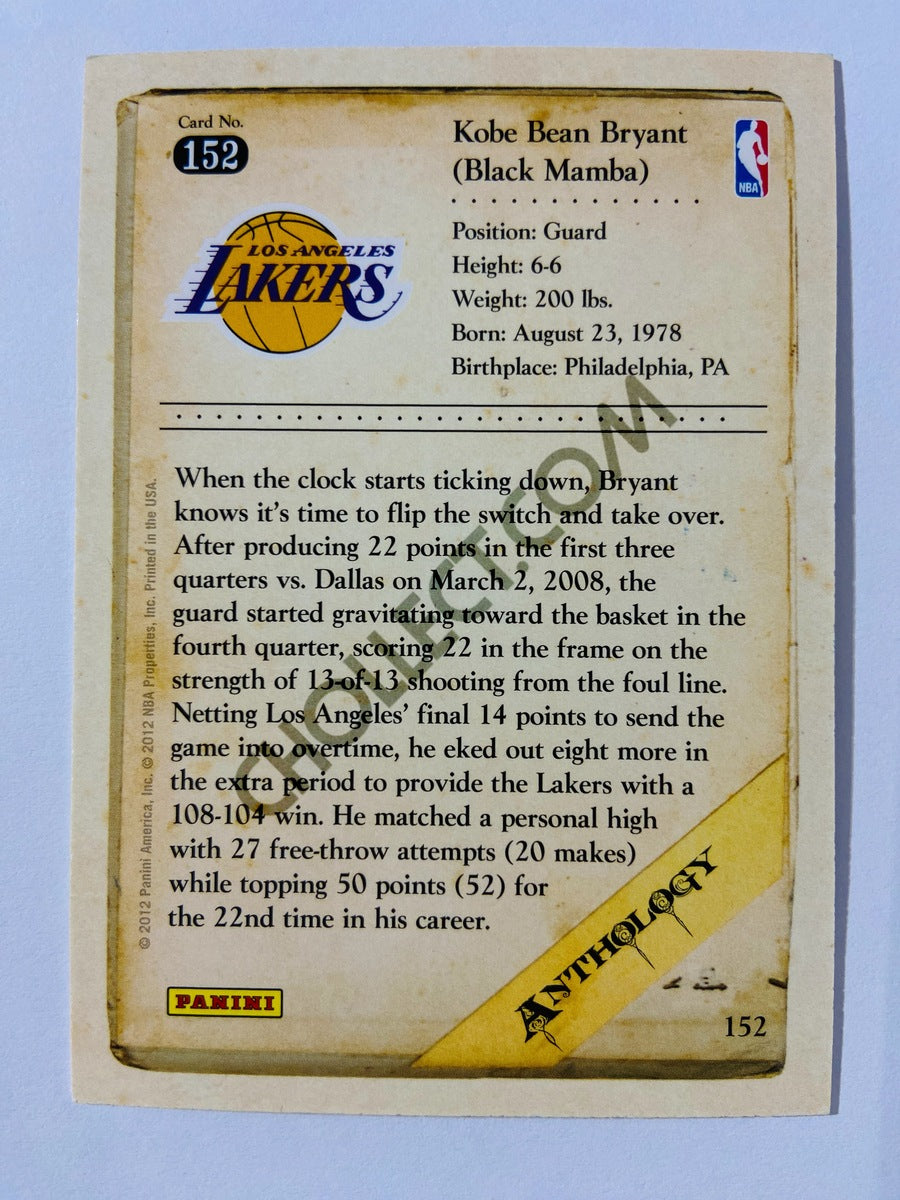 Card No.
152
Kobe Bean Bryant
(Black Mamba)
NBA
LOS ANGELES
LAKERS
Position: Guard
Height: 6-6
Weight: 200 lbs.
Born: August 23, 1978
Birthplace: Philadelphia, PA
When the clock starts ticking down, Bryant
knows it's time to flip the switch and take over.
After producing 22 points in the first three
quarters vs. Dallas on March 2, 2008, the
guard started gravitating toward the basket in the
fourth quarter, scoring 22 in the frame on the
strength of 13-of-13 shooting from the foul line.
Netting Los Angeles' final 14 points to send the
game into overtime, he eked out eight more in
the extra period to provide the Lakers with a
108-104 win. He matched a personal high
with 27 free-throw attempts (20 makes)
while topping 50 points (52) for
the 22nd time in his career.
© 2012 Panini America, Inc. © 2012 NBA Properties, Inc. Printed in the USA.
CHOLLECT.COM
ANTHOLOGY
PANINI
152